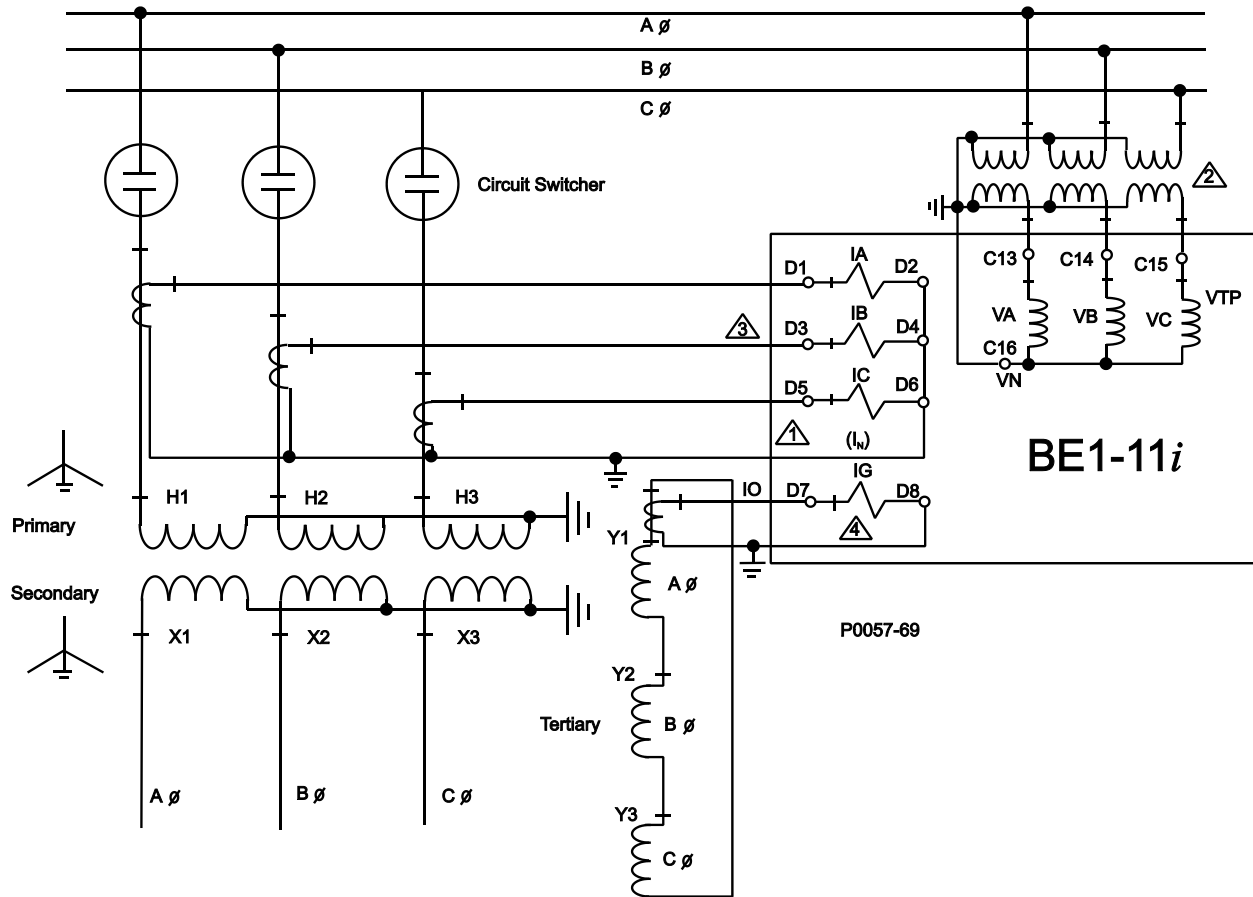 A ø
B ø
C ø
Circuit Switcher
2
C13
C14
C15
VTP
VA
VB
VC
C16
VN
D1
IA
D2
3
D3
IB
D4
D5
IC
D6
1
(IN)
BE1-11i
H1
H2
H3
IO
D7
IG
D8
4
Primary
Y1
A ø
Secondary
X1
X2
X3
P0057-69
Y2
Tertiary
B ø
A ø
B ø
C ø
Y3
C ø